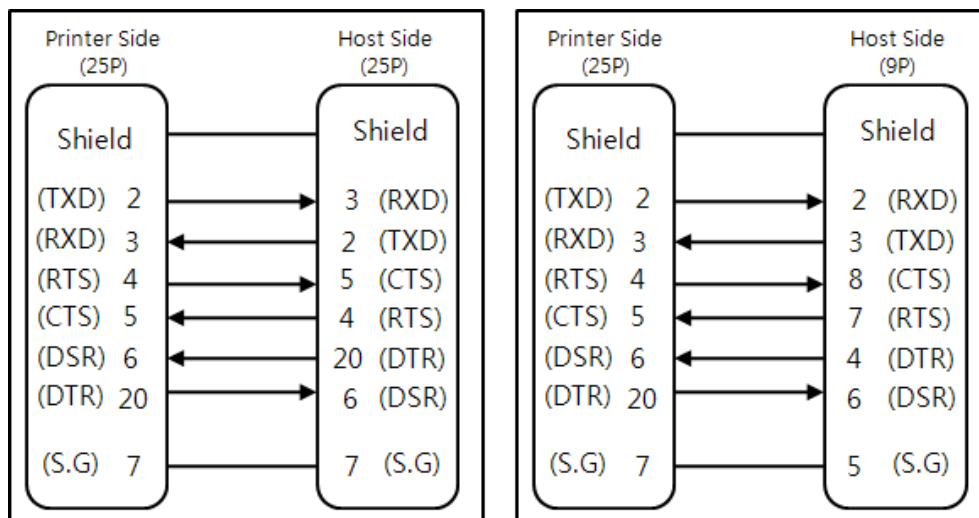 Printer Side Host Side
(25P) (25P)
Shield Shield
(TXD) 2 3 (RXD)
(RXD) 3 2 (TXD)
(RTS) 4 5 (CTS)
(CTS) 5 4 (RTS)
(DSR) 6 20 (DTR)
(DTR) 20 6 (DSR)
(S.G) 7 7 (S.G)
Printer Side Host Side
(25P) (9P)
Shield Shield
(TXD) 2 2 (RXD)
(RXD) 3 3 (TXD)
(RTS) 4 8 (CTS)
(CTS) 5 7 (RTS)
(DSR) 6 4 (DTR)
(DTR) 20 6 (DSR)
(S.G) 7 5 (S.G)